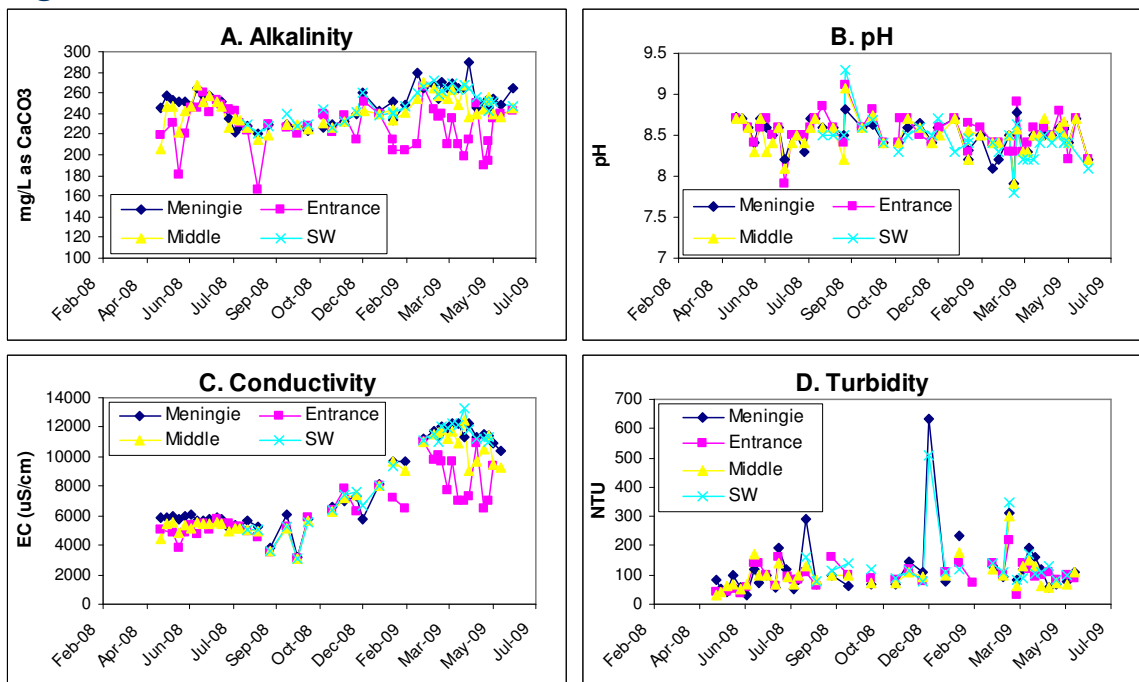 A. Alkalinity
mg/L as CaCO3
300
280
260
240
220
200
180
160
140
120
100
Meningie
Entrance
Middle
SW
Feb-08
Apr-08
Jun-08
Jul-08
Sep-08
Oct-08
Dec-08
Feb-09
Mar-09
May-09
Jul-09
B. pH
pH
9.5
9
8.5
8
7.5
7
Meningie
Entrance
Middle
SW
Feb-08
Apr-08
Jun-08
Jul-08
Sep-08
Oct-08
Dec-08
Feb-09
Mar-09
May-09
Jul-09
C. Conductivity
EC (uS/cm)
14000
12000
10000
8000
6000
4000
2000
0
Meningie
Entrance
Middle
SW
Feb-08
Apr-08
Jun-08
Jul-08
Sep-08
Oct-08
Dec-08
Feb-09
Mar-09
May-09
Jul-09
D. Turbidity
NTU
700
600
500
400
300
200
100
0
Meningie
Entrance
Middle
SW
Feb-08
Apr-08
Jun-08
Jul-08
Sep-08
Oct-08
Dec-08
Feb-09
Mar-09
May-09
Jul-09